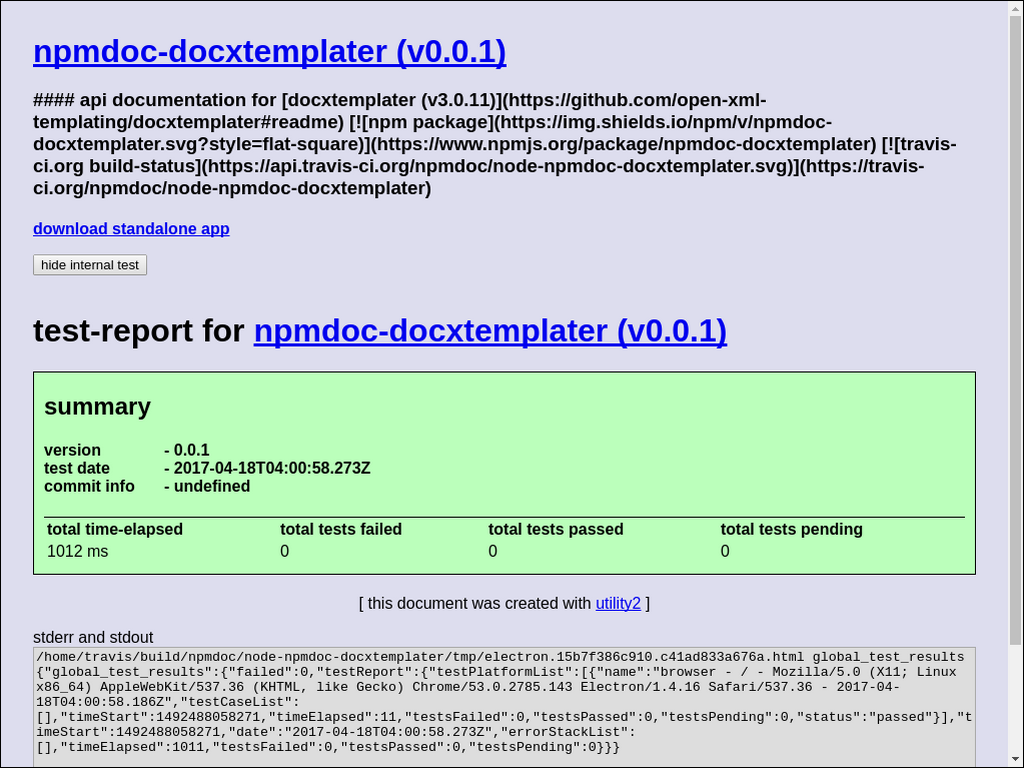 npmdoc-docxtemplater (v0.0.1)
#### api documentation for [docxtemplater (v3.0.11)](https://github.com/open-xml-
templating/docxtemplater#readme) [![npm package](https://img.shields.io/npm/v/npmdoc-
docxtemplater.svg?style=flat-square)](https://www.npmjs.org/package/npmdoc-docxtemplater) [![travis-
ci.org build-status](https://api.travis-ci.org/npmdoc/node-npmdoc-docxtemplater.svg)](https://travis-
ci.org/npmdoc/node-npmdoc-docxtemplater)
download standalone app
hide internal test
test-report for npmdoc-docxtemplater (v0.0.1)
summary
version - 0.0.1
test date - 2017-04-18T04:00:58.273Z
commit info - undefined
total time-elapsed total tests failed total tests passed total tests pending
1012 ms 0 0 0
[ this document was created with utility2 ]
stderr and stdout
/home/travis/build/npmdoc/node-npmdoc-docxtemplater/tmp/electron.15b7f386c910.c41ad833a676a.html global_test_results
{"global_test_results":{"failed":0,"testReport":{"testPlatformList":[{"name":"browser - / - Mozilla/5.0 (X11; Linux
x86_64) AppleWebKit/537.36 (KHTML, like Gecko) Chrome/53.0.2785.143 Electron/1.4.16 Safari/537.36 - 2017-04-
18T04:00:58.186Z","testCaseList":
[],"timeStart":1492488058271,"timeElapsed":11,"testsFailed":0,"testsPassed":0,"testsPending":0,"status":"passed"}],"t
imeStart":1492488058271,"date":"2017-04-18T04:00:58.273Z","errorStackList":
[],"timeElapsed":1011,"testsFailed":0,"testsPassed":0,"testsPending":0}}}